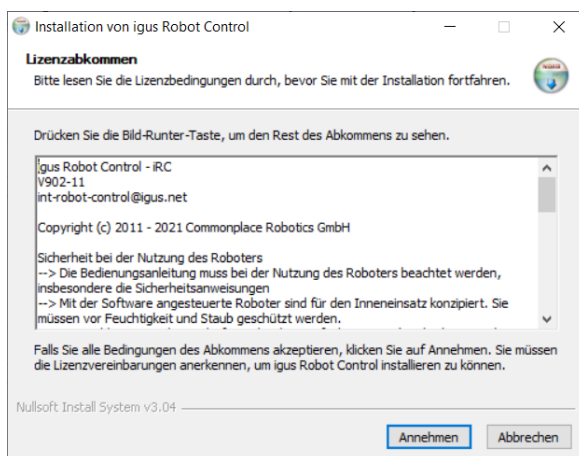 Installation von igus Robot Control
Lizenzabkommen
Bitte lesen Sie die Lizenzbedingungen durch, bevor Sie mit der Installation fortfahren.
Drücken Sie die Bild-Runter-Taste, um den Rest des Abkommens zu sehen.
igus Robot Control - iRC
V902-11
int-robot-control@igus.net
Copyright (c) 2011 - 2021 Commonplace Robotics GmbH
Sicherheit bei der Nutzung des Roboters
--> Die Bedienungsanleitung muss bei der Nutzung des Roboters beachtet werden,
insbesondere die Sicherheitsanweisungen
--> Mit der Software angesteuerte Roboter sind für den Inneneinsatz konzipiert. Sie
müssen vor Feuchtigkeit und Staub geschützt werden.
Falls Sie alle Bedingungen des Abkommens akzeptieren, klicken Sie auf Annehmen. Sie müssen
die Lizenzvereinbarungen anerkennen, um igus Robot Control installieren zu können.
Nullsoft Install System v3.04
Annehmen
Abbrechen